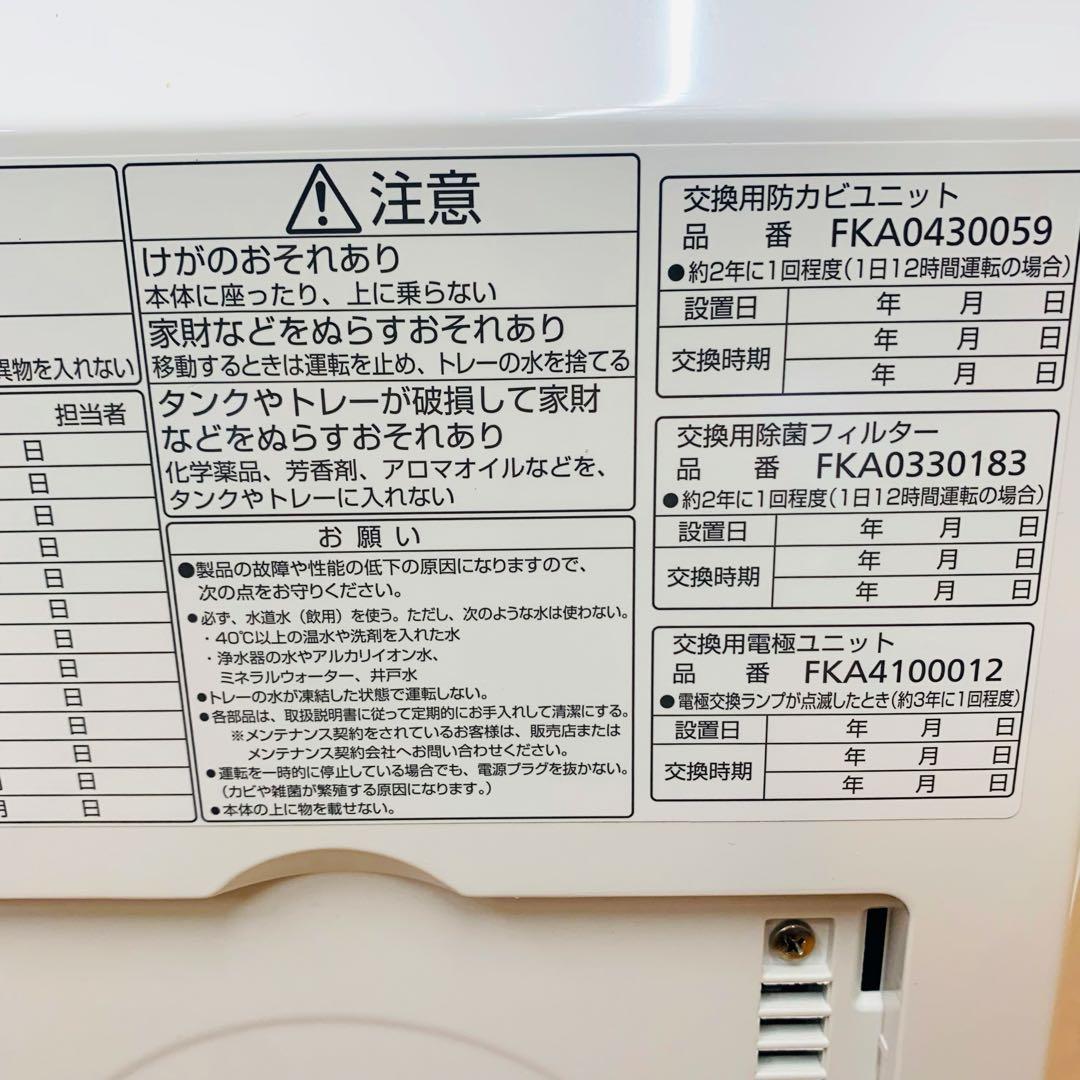 異物を入れない
担当者
日
日
日
日
日
日
日
日
日
日
日
日
月 日
注意
けがのおそれあり
本体に座ったり、上に乗らない
家財などをぬらすおそれあり
移動するときは運転を止め、トレーの水を捨てる
タンクやトレーが破損して家財
などをぬらすおそれあり
化学薬品、芳香剤、アロマオイルなどを、
タンクやトレーに入れない
お願い
●製品の故障や性能の低下の原因になりますので、
次の点をお守りください。
●必ず、水道水(飲用)を使う。ただし、次のような水は使わない。
・40℃以上の温水や洗剤を入れた水
・浄水器の水やアルカリイオン水、
ミネラルウォーター、井戸水
●トレーの水が凍結した状態で運転しない。
●各部品は、取扱説明書に従って定期的にお手入れして清潔にする。
※メンテナンス契約をされているお客様は、販売店または
メンテナンス契約会社へお問い合わせください。
●運転を一時的に停止している場合でも、電源プラグを抜かない。
(カビや雑菌が繁殖する原因になります。)
●本体の上に物を載せない。
交換用防カビユニット
品 番 FKA0430059
●約2年に1回程度(1日12時間運転の場合)
設置日 年 月 日
交換時期 年 月 日
年 月 日
交換用除菌フィルター
品 番 FKA0330183
●約2年に1回程度(1日12時間運転の場合)
設置日 年 月 日
交換時期 年 月 日
年 月 日
交換用電極ユニット
品 番 FKA4100012
●電極交換ランプが点滅したとき(約3年に1回程度)
設置日 年 月 日
交換時期 年 月 日
年 月 日